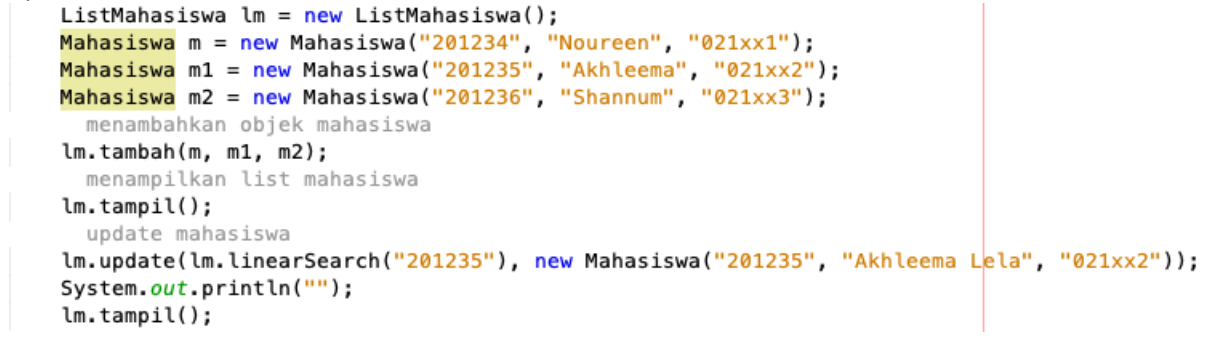 ListMahasiswa lm = new ListMahasiswa();
Mahasiswa m = new Mahasiswa("201234", "Noureen", "021xx1");
Mahasiswa m1 = new Mahasiswa("201235", "Akhleema", "021xx2");
Mahasiswa m2 = new Mahasiswa("201236", "Shannum", "021xx3");
menambahkan objek mahasiswa
lm.tambah(m, m1, m2);
menampilkan list mahasiswa
lm.tampil();
update mahasiswa
lm.update(lm.linearSearch("201235"), new Mahasiswa("201235", "Akhleema Lela", "021xx2"));
System.out.println("");
lm.tampil();